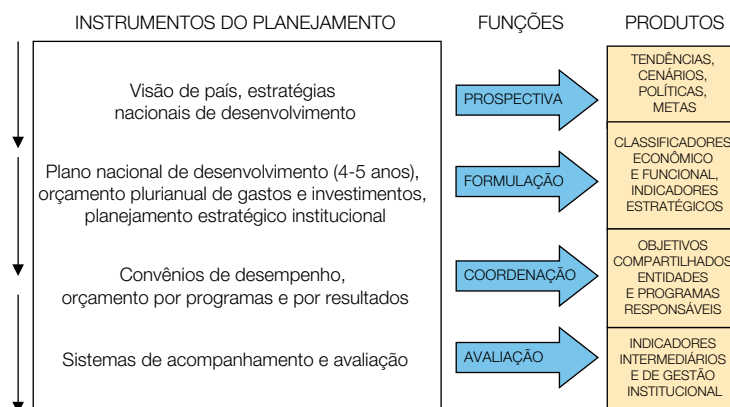 INSTRUMENTOS DO PLANEJAMENTO
FUNÇÕES
PRODUTOS
Visão de país, estratégias
nacionais de desenvolvimento
PROSPECTIVA
TENDÊNCIAS,
CENÁRIOS,
POLÍTICAS,
METAS
Plano nacional de desenvolvimento (4-5 anos),
orçamento plurianual de gastos e investimentos,
planejamento estratégico institucional
FORMULAÇÃO
CLASSIFICADORES
ECONÔMICO
E FUNCIONAL,
INDICADORES
ESTRATÉGICOS
Convênios de desempenho,
orçamento por programas e por resultados
COORDENAÇÃO
OBJETIVOS
COMPARTILHADOS
ENTIDADES
E PROGRAMAS
RESPONSÁVEIS
Sistemas de acompanhamento e avaliação
AVALIAÇÃO
INDICADORES
INTERMEDIÁRIOS
E DE GESTÃO
INSTITUCIONAL